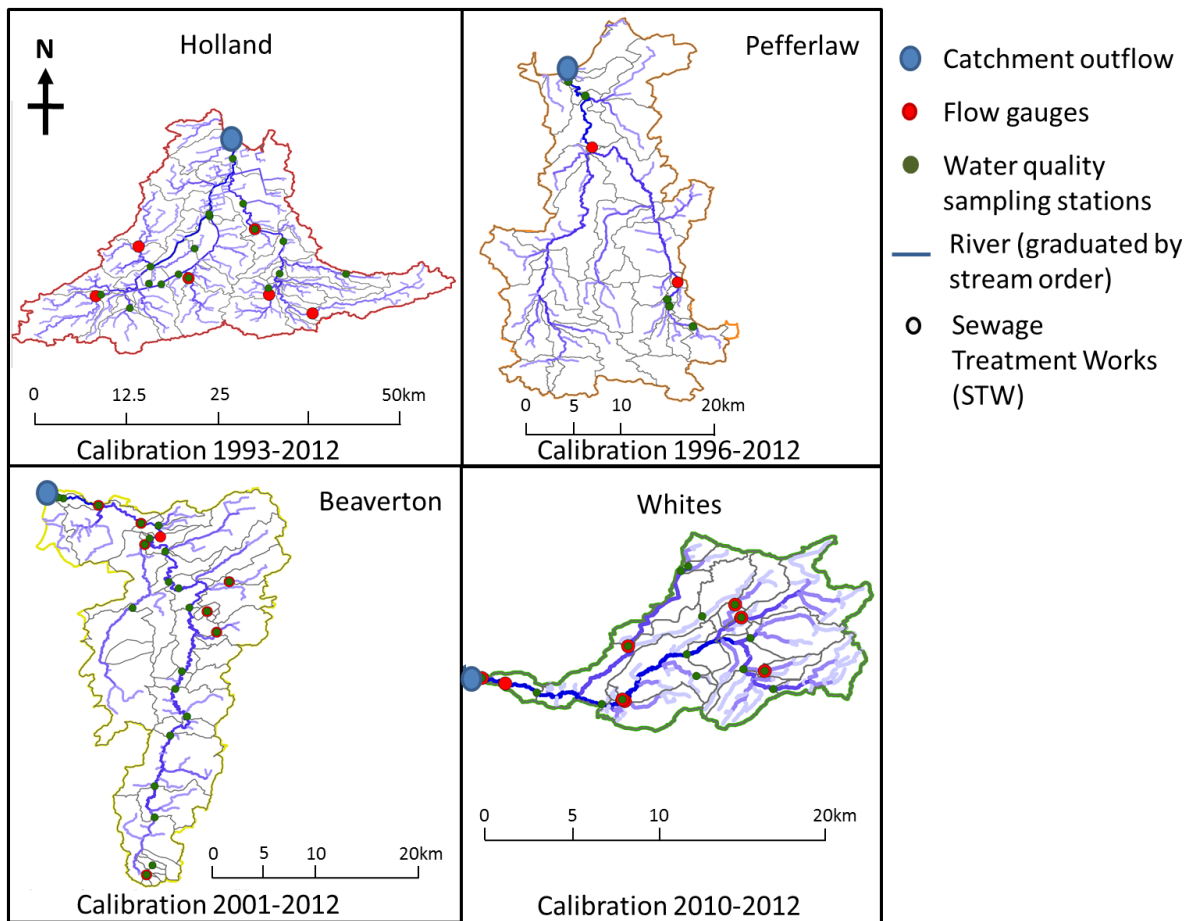 Holland
N
0 12.5 25 50km
Calibration 1993-2012
Pefferlaw
0 5 10 20km
Calibration 1996-2012
Beaverton
0 5 10 20km
Calibration 2001-2012
Whites
0 5 10 20km
Calibration 2010-2012
Catchment outflow
Flow gauges
Water quality
sampling stations
River (graduated by
stream order)
Sewage
Treatment Works
(STW)